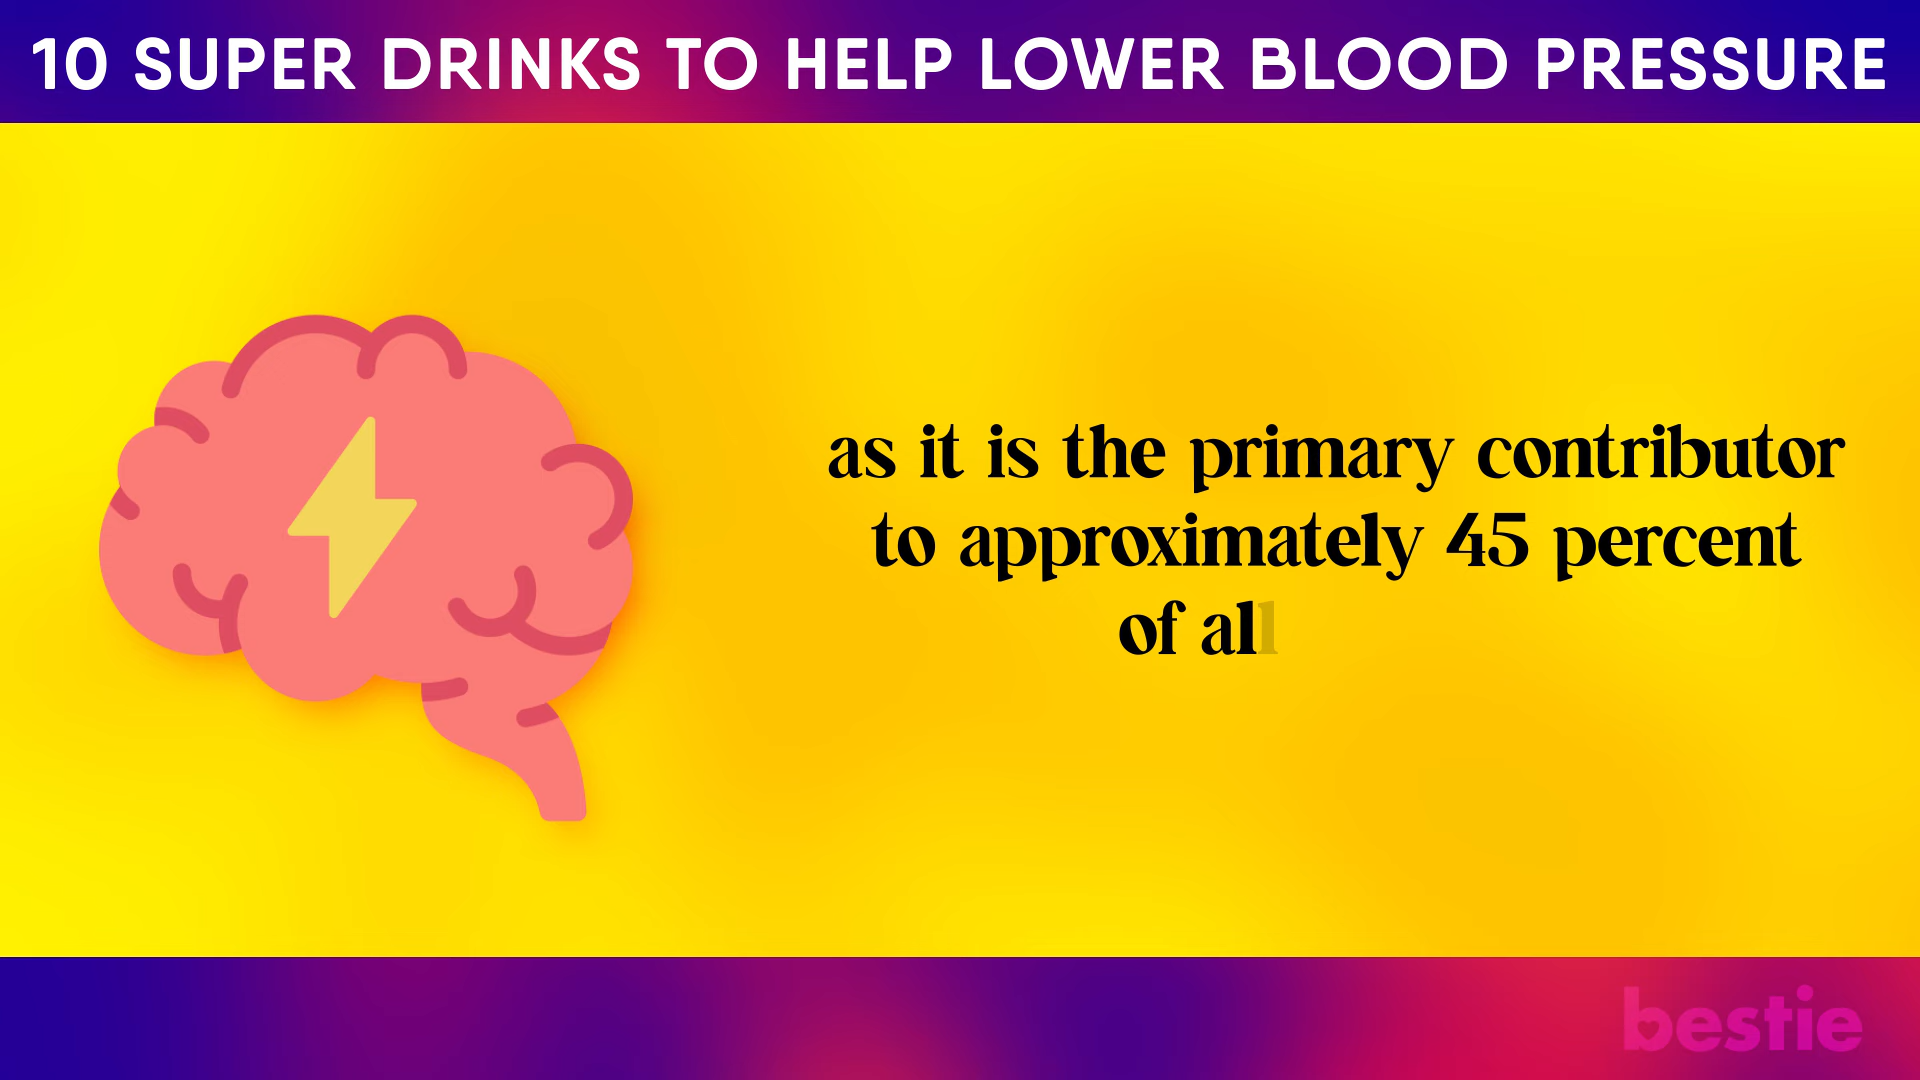 10 SUPER DRINKS TO HELP LOWER BLOOD PRESSURE
as it is the primary contributor
to approximately 45 percent
of all
bestie